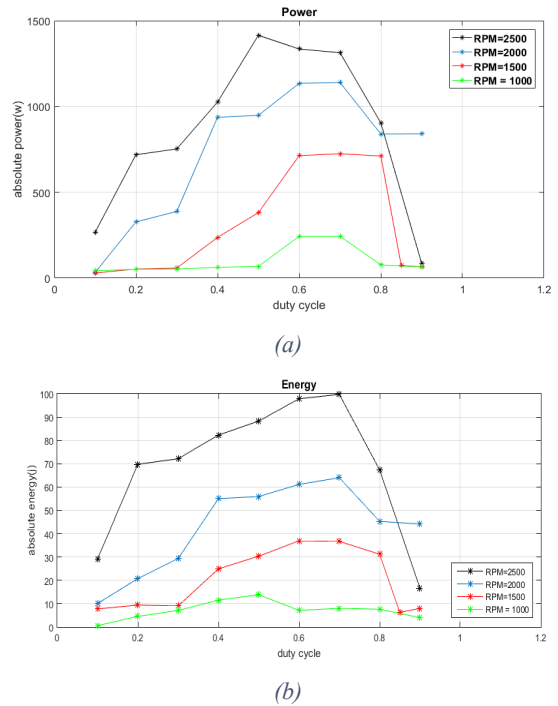 Power
1500
1000
500
0
absolute power(w)
RPM=2500
RPM=2000
RPM=1500
RPM = 1000
0 0.2 0.4 0.6 0.8 1 1.2
duty cycle
(a)
Energy
100
90
80
70
60
50
40
30
20
10
0
absolute energy(j)
RPM=2500
RPM=2000
RPM=1500
RPM = 1000
0 0.2 0.4 0.6 0.8 1 1.2
duty cycle
(b)